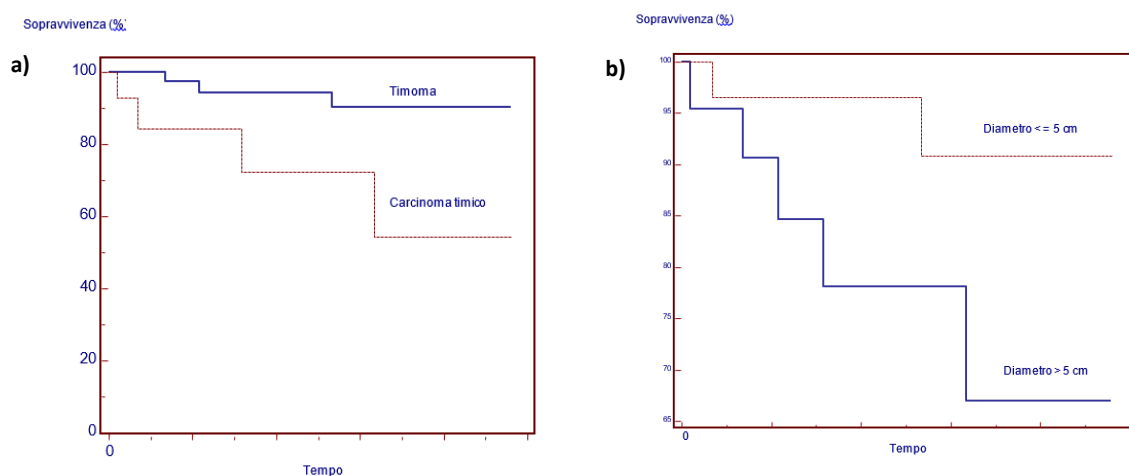 Sopravvivenza (%)
a)
100
80
60
40
20
0
0
Timoma
Carcinoma timico
Tempo
Sopravvivenza (%)
b)
100
95
90
85
80
75
70
65
0
Diametro < = 5 cm
Diametro > 5 cm
Tempo